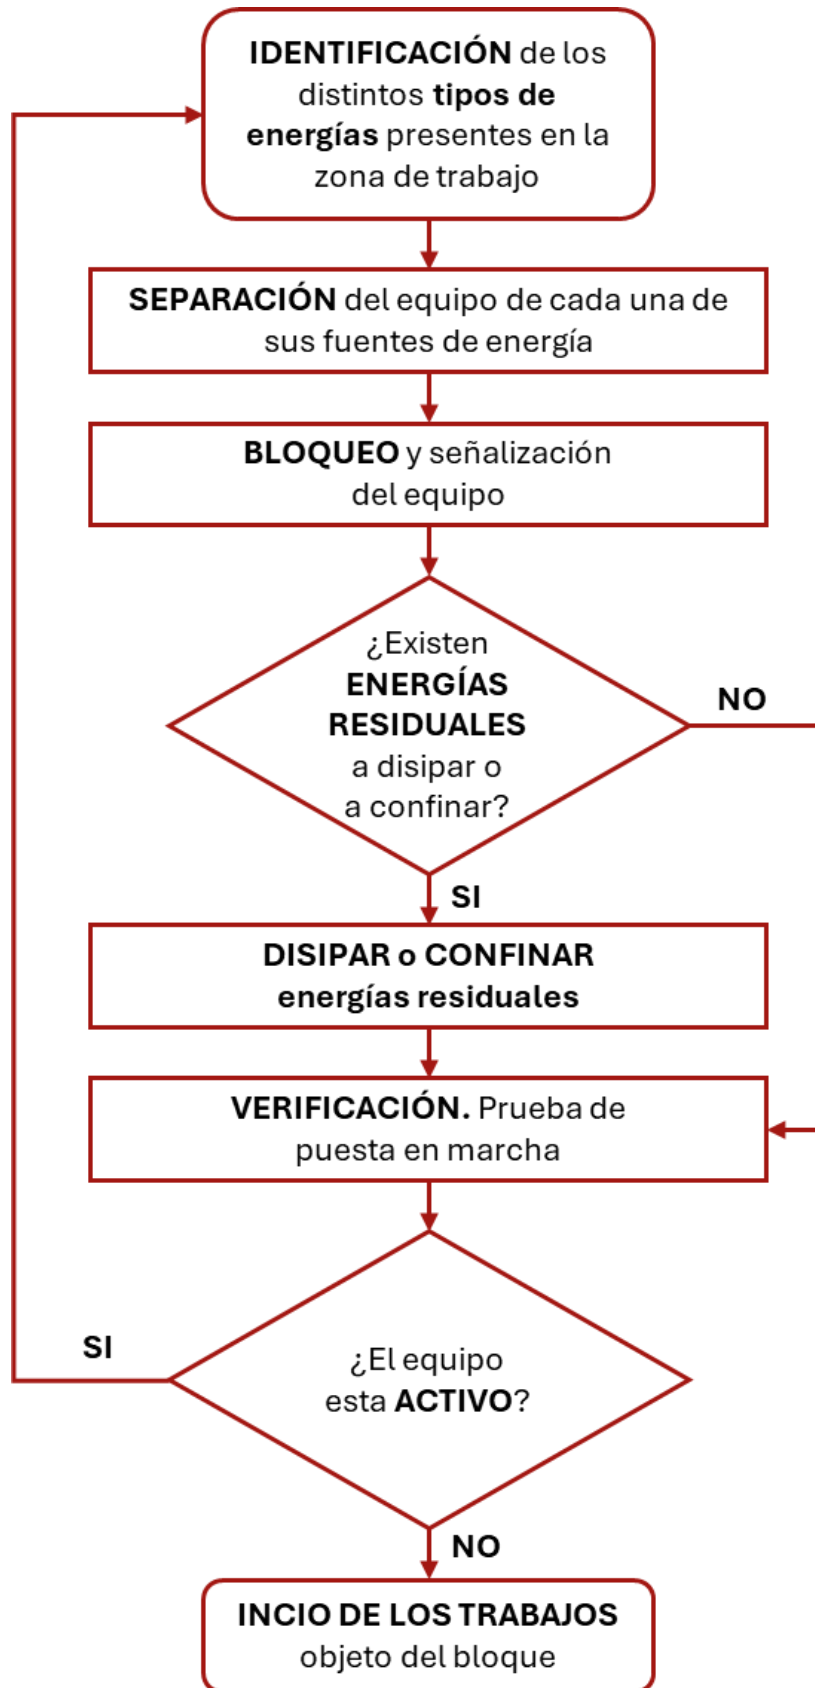 IDENTIFICACIÓN de los
distintos tipos de
energías presentes en la
zona de trabajo
SEPARACIÓN del equipo de cada una de
sus fuentes de energía
BLOQUEO y señalización
del equipo
¿Existen
ENERGÍAS
RESIDUALES
a disipar o
a confinar?
NO
SI
DISIPAR o CONFINAR
energías residuales
VERIFICACIÓN. Prueba de
puesta en marcha
SI
¿El equipo
esta ACTIVO?
NO
INCIO DE LOS TRABAJOS
objeto del bloque